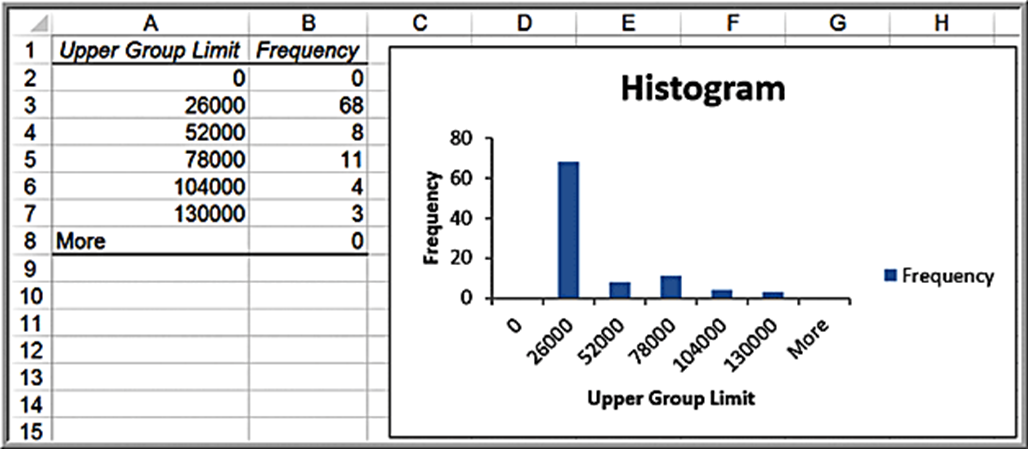 A B C D E F G H
1 Upper Group Limit Frequency
2 0 0
3 26000 68
4 52000 8
5 78000 11
6 104000 4
7 130000 3
8 More 0
9
10
11
12
13
14
15
Histogram
Frequency
80
60
40
20
0
0 26000 52000 78000 104000 130000 More
Upper Group Limit
Frequency